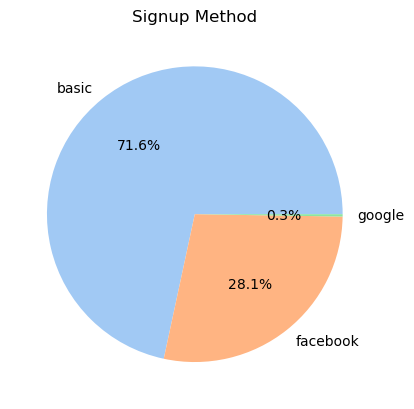 Signup Method
basic
71.6%
0.3%
google
28.1%
facebook